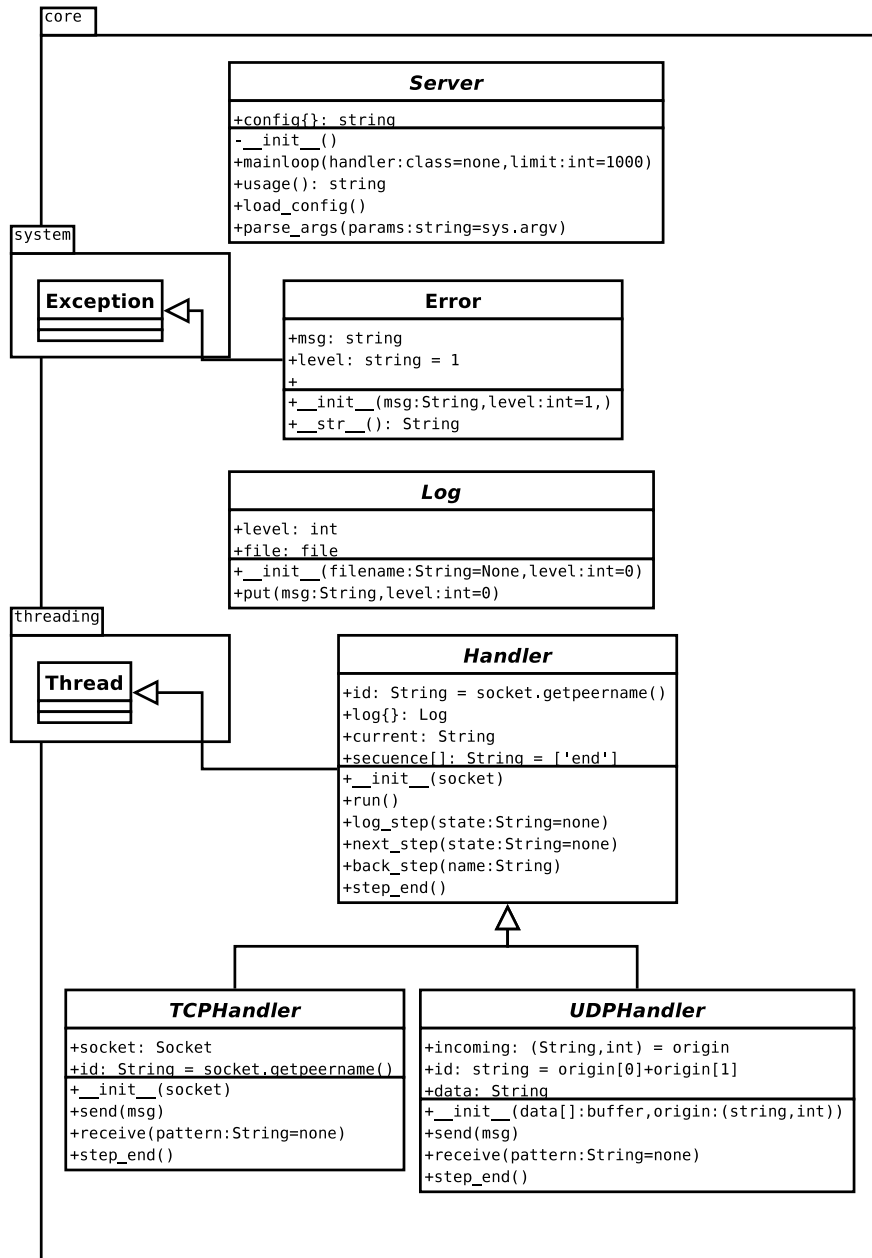 core
Server
+config{}: string
-__init__()
+mainloop(handler:class=none,limit:int=1000)
+usage(): string
+load_config()
+parse_args(params:string=sys.argv)
system
Exception
Error
+msg: string
+level: string = 1
+
+__init__(msg:String,level:int=1,)
+__str__(): String
Log
+level: int
+file: file
+__init__(filename:String=None,level:int=0)
+put(msg:String,level:int=0)
threading
Thread
Handler
+id: String = socket.getpeername()
+log{}: Log
+current: String
+secuence[]: String = ['end']
+__init__(socket)
+run()
+log_step(state:String=none)
+next_step(state:String=none)
+back_step(name:String)
+step_end()
TCPHandler
+socket: Socket
+id: String = socket.getpeername()
+__init__(socket)
+send(msg)
+receive(pattern:String=none)
+step_end()
UDPHandler
+incoming: (String,int) = origin
+id: string = origin[0]+origin[1]
+data: String
+__init__(data[]:buffer,origin:(string,int))
+send(msg)
+receive(pattern:String=none)
+step_end()